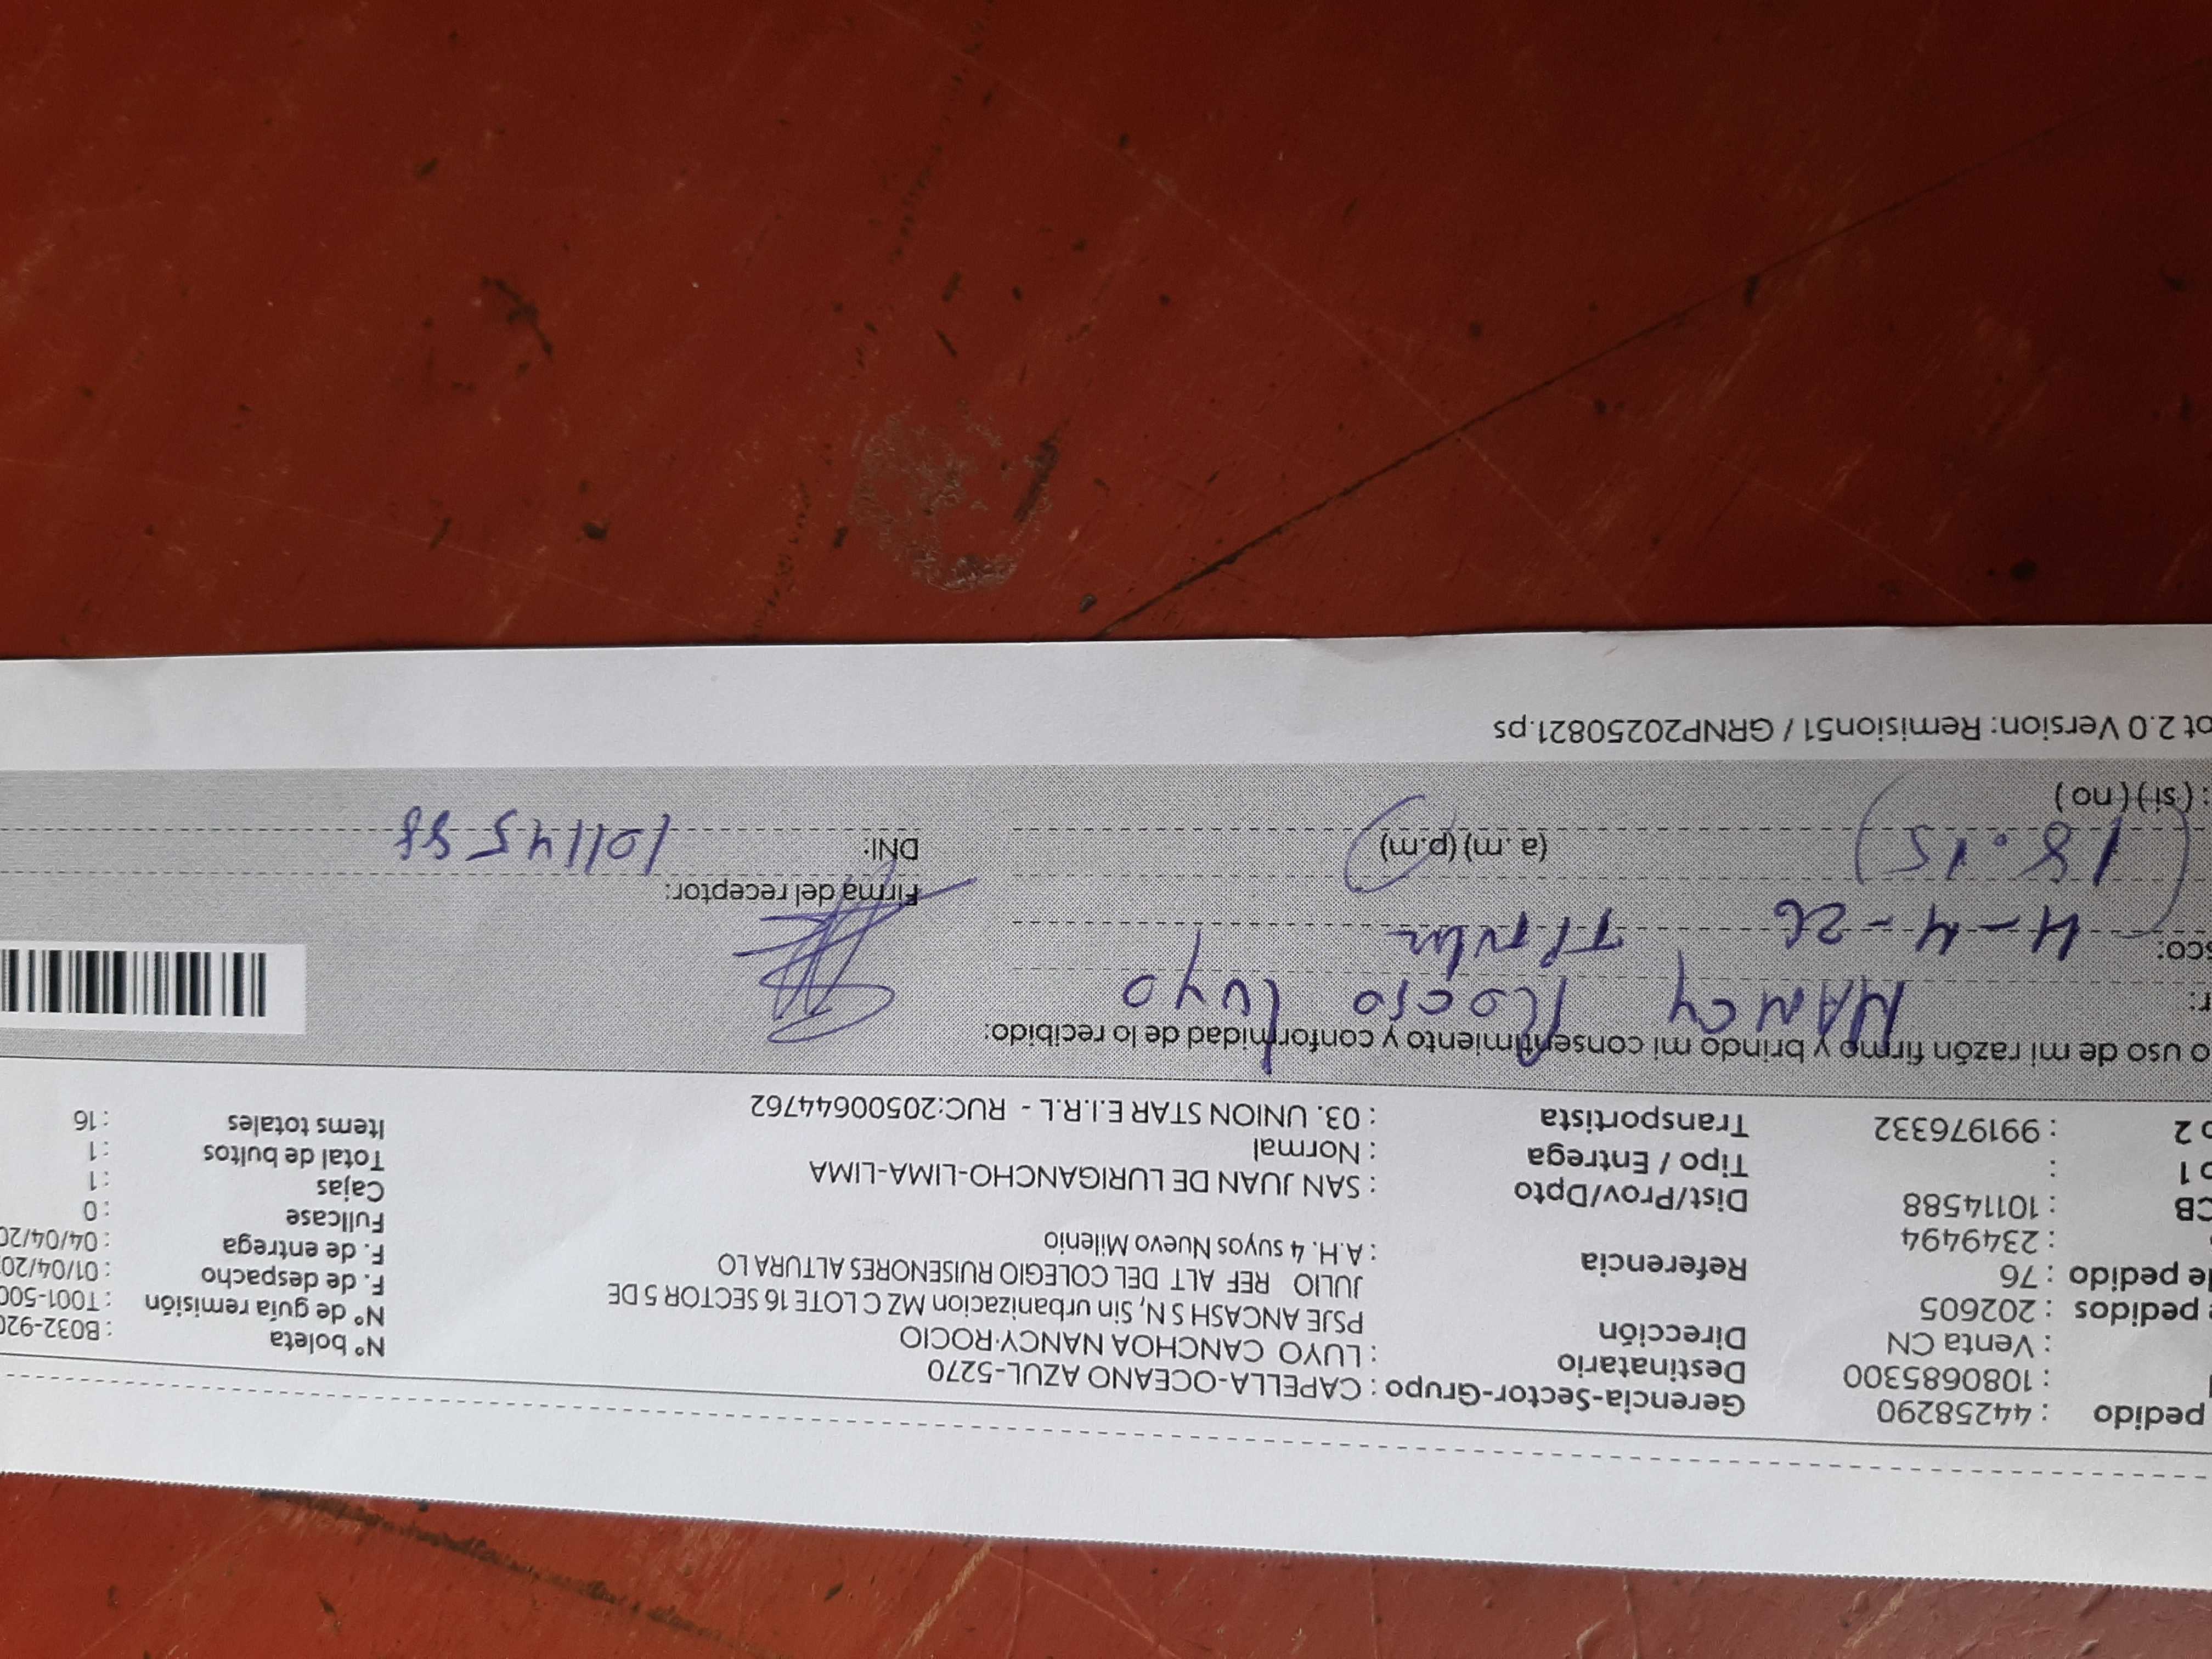 pedido : 44258290 Gerencia-Sector-Grupo : CAPELLA-OCEANO AZUL-5270
: 1080685300 Destinatario : LUYO CANCHOA NANCY-ROCIO Nº boleta : B032-920
: Venta CN Dirección PSJE ANCASH S N, Sin urbanizacion MZ C LOTE 16 SECTOR 5 DE Nº de guía remisión : T001-500
e pedidos : 202605 JULIO REF ALT DEL COLEGIO RUISENORES ALTURA LO F. de despacho : 01/04/20
de pedido : 76 Referencia : A.H. 4 suyos Nuevo Milenio F. de entrega : 04/04/20
: 2349494 Fullcase : 0
CB : 10114588 Dist/Prov/Dpto : SAN JUAN DE LURIGANCHO-LIMA-LIMA Cajas : 1
o 1 : Tipo / Entrega : Normal Total de bultos : 1
o 2 : 991976332 Transportista : 03. UNION STAR E.I.R.L - RUC:20500644762 Items totales : 16
o uso de mi razón firmo y brindo mi consentimiento y conformidad de lo recibido:
r: NANCY ROCIO LUYO
sco: 4-4-26 Titular
Firma del receptor:
(18:15) (a.m) (p.m) DNI: 10114588
: (si) (no)
pt 2.0 Version: Remision51 / GRNP20250821.ps